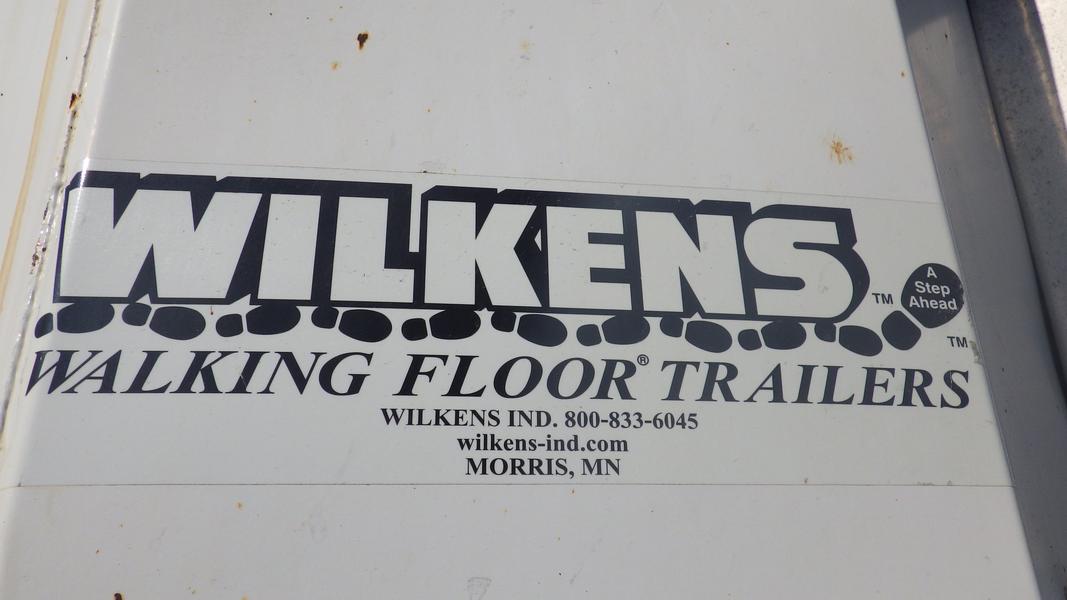 WILKENS TM
A
Step
Ahead
TM
WALKING FLOOR® TRAILERS
WILKENS IND. 800-833-6045
wilkens-ind.com
MORRIS, MN